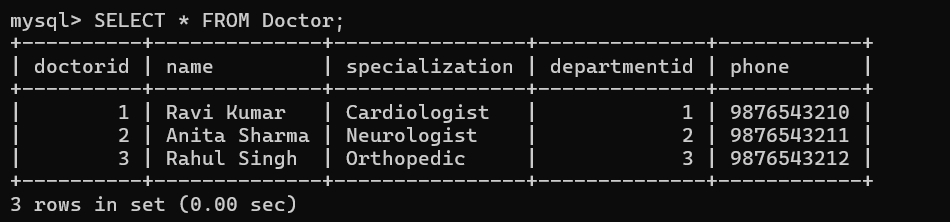 mysql> SELECT * FROM Doctor;
+----------+--------------+----------------+--------------+------------+
| doctorid | name         | specialization | departmentid | phone      |
+----------+--------------+----------------+--------------+------------+
|        1 | Ravi Kumar   | Cardiologist   |            1 | 9876543210 |
|        2 | Anita Sharma | Neurologist    |            2 | 9876543211 |
|        3 | Rahul Singh  | Orthopedic     |            3 | 9876543212 |
+----------+--------------+----------------+--------------+------------+
3 rows in set (0.00 sec)